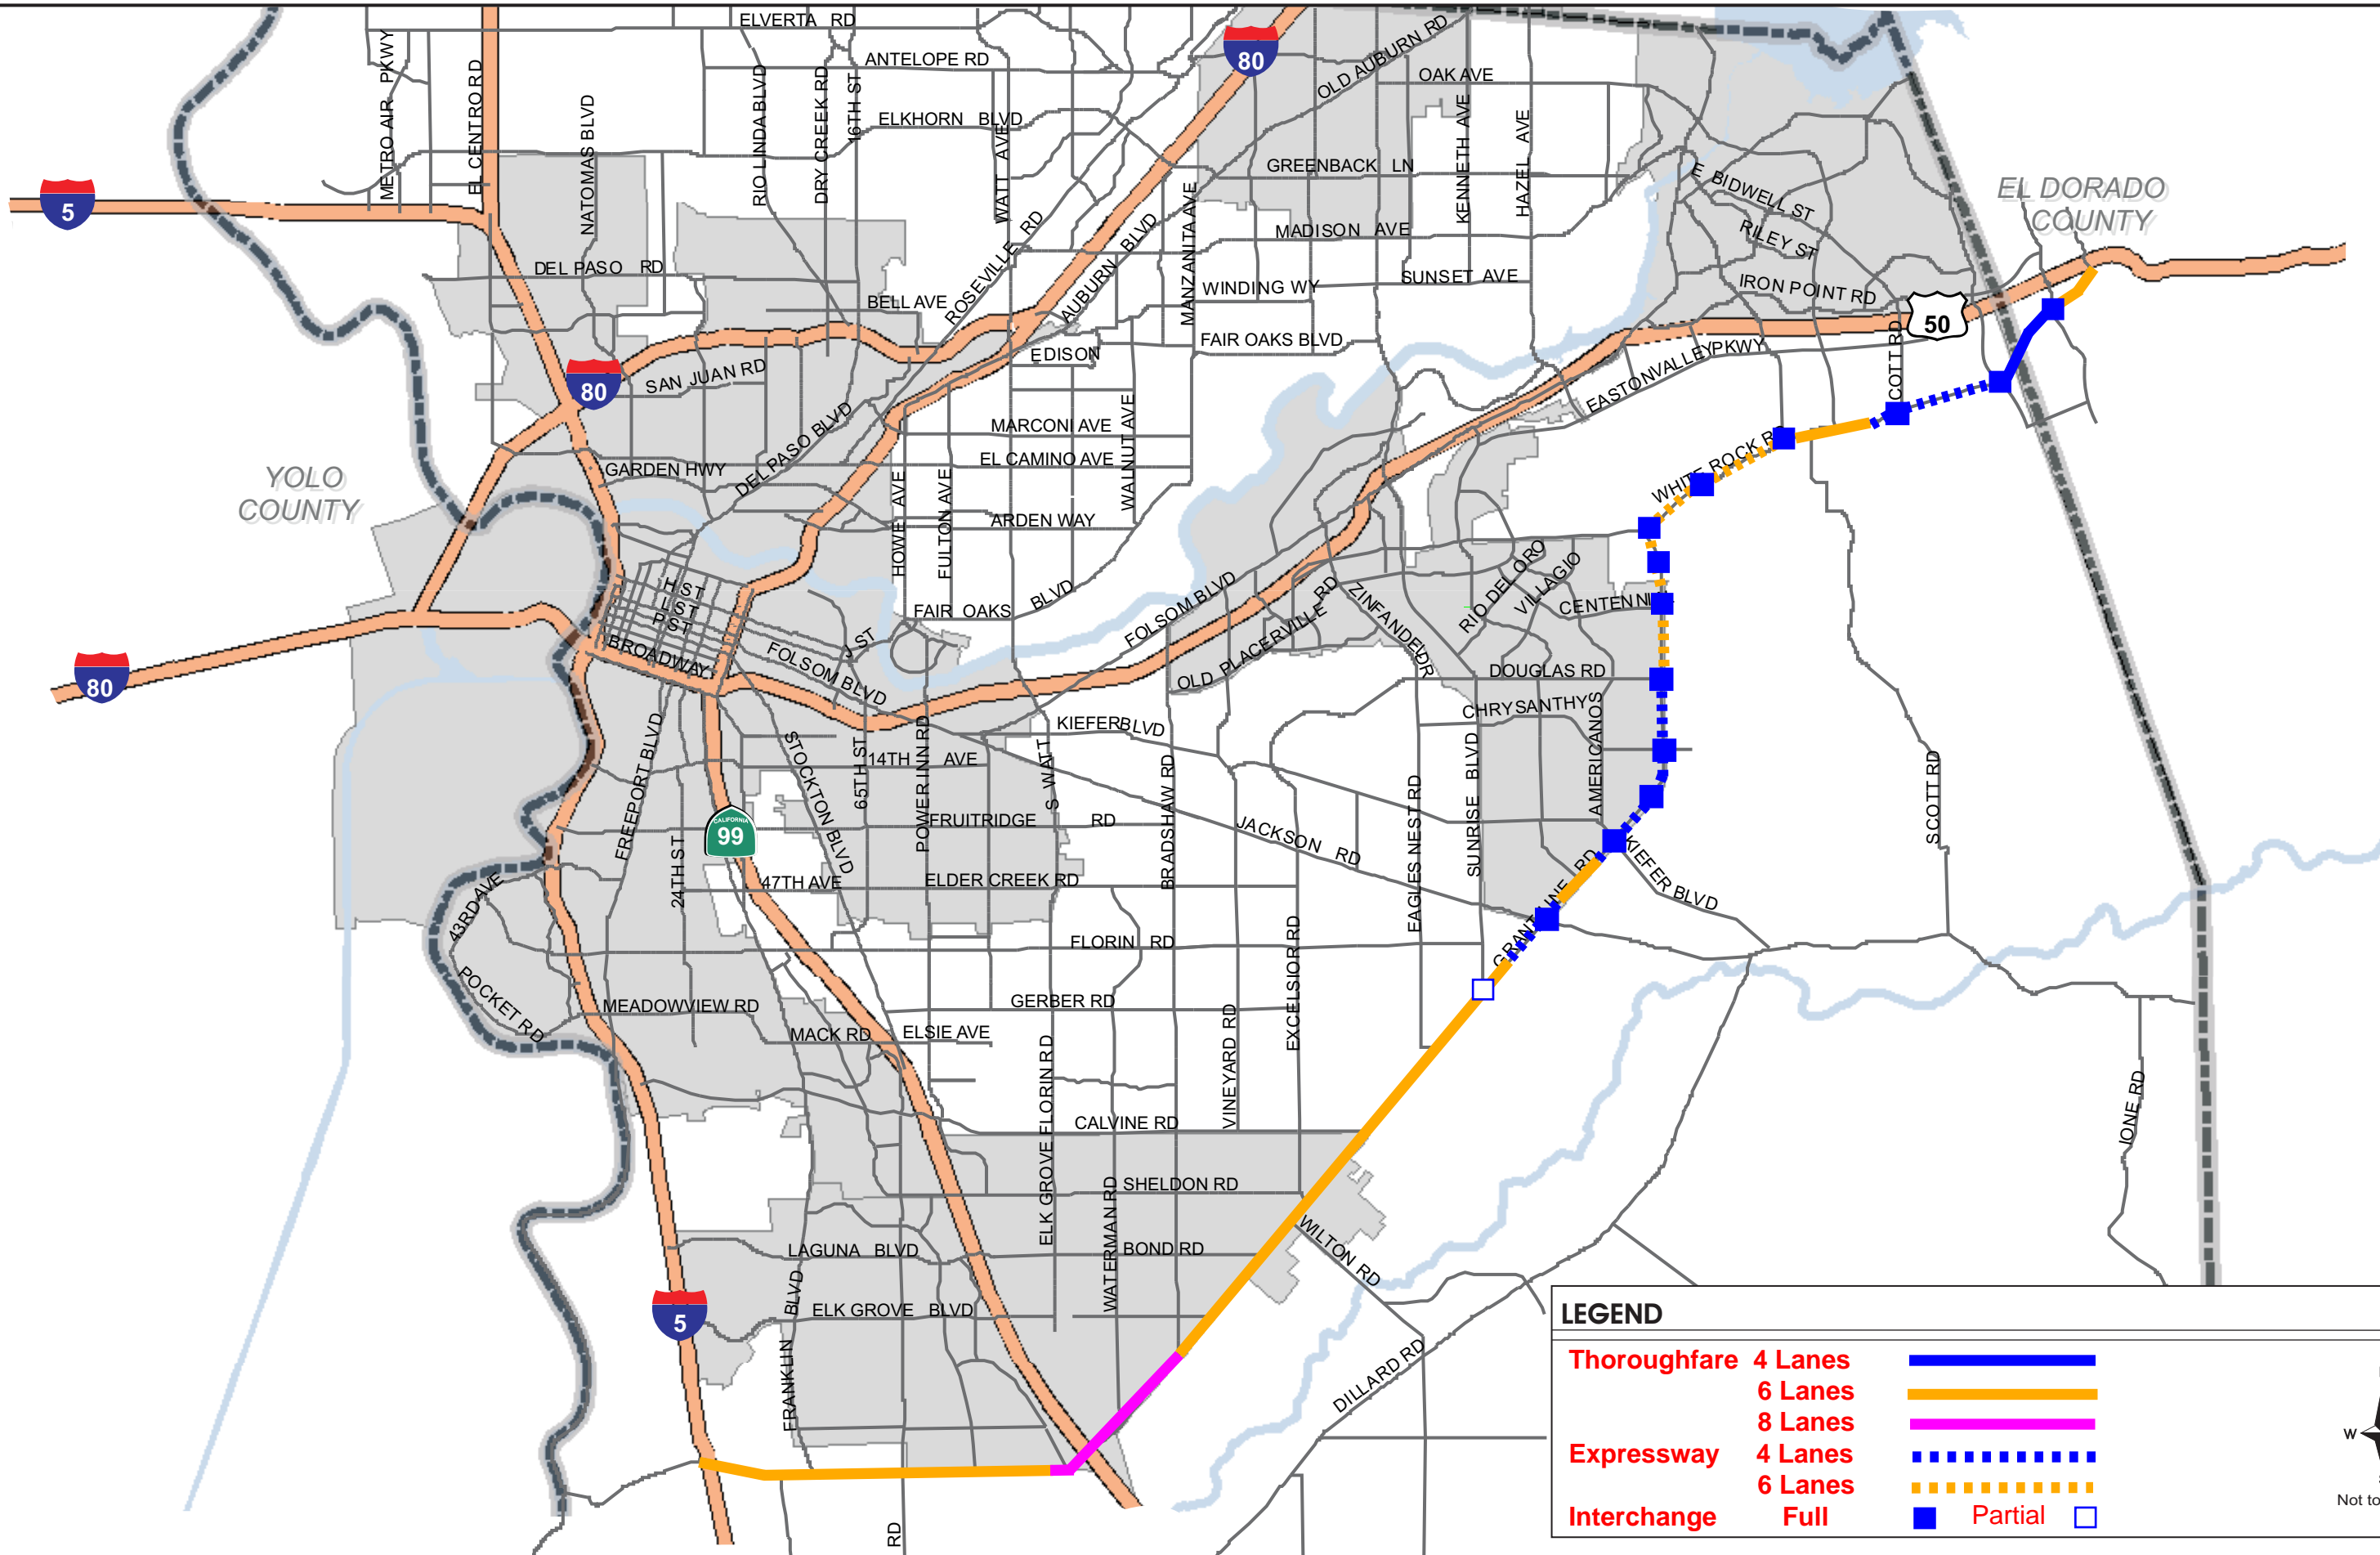 ELVERTA RD
80
ANTELOPE RD
OLD AUBURN RD
OAK AVE
METRO AIR PKWY
EL CENTRO RD
NATOMAS BLVD
RIO LINDA BLVD
DRY CREEK RD
16TH ST
ELKHORN BLVD
WATT AVE
KENNETH AVE
HAZEL AVE
GREENBACK LN
E BIDWELL ST
EL DORADO
COUNTY
5
MANZANITA AVE
MADISON AVE
RILEY ST
ROSEVILLE RD
AUBURN BLVD
DEL PASO RD
SUNSET AVE
WINDING WY
IRON POINT RD
BELL AVE
50
FAIR OAKS BLVD
EDISON
EASTONVALLEYPKWY
SCOTT RD
80
SAN JUAN RD
DEL PASO BLVD
WALNUT AVE
MARCONI AVE
EL CAMINO AVE
GARDEN HWY
WHITE ROCK RD
YOLO
COUNTY
HOWE AVE
FULTON AVE
ARDEN WAY
H ST
L ST
P ST
BROADWAY
J ST
FOLSOM BLVD
FAIR OAKS BLVD
FOLSOM BLVD
OLD PLACERVILLE RD
ZINFANDEL DR
RIO DEL ORO
VILLAGIO
CENTENNIAL
DOUGLAS RD
80
CHRYSANTHY
KIEFERBLVD
AMERICANOS
FREEPORT BLVD
STOCKTON BLVD
65TH ST
14TH AVE
POWER INN RD
S WATT
BRADSHAW RD
EAGLES NEST RD
SUNRISE BLVD
SCOTT RD
CALIFORNIA
99
FRUITRIDGE RD
JACKSON RD
24TH ST
47TH AVE
ELDER CREEK RD
KIEFER BLVD
GRANT LINE RD
43RD AVE
FLORIN RD
EXCELSIOR RD
POCKET RD
MEADOWVIEW RD
GERBER RD
MACK RD
ELSIE AVE
ELK GROVE FLORIN RD
VINEYARD RD
IONE RD
CALVINE RD
SHELDON RD
WATERMAN RD
WILTON RD
LAGUNA BLVD
BOND RD
FRANKLIN BLVD
ELK GROVE BLVD
5
DILLARD RD
RD
LEGEND
Thoroughfare 4 Lanes
6 Lanes
8 Lanes
Expressway 4 Lanes
6 Lanes
Interchange Full Partial
W
Not to